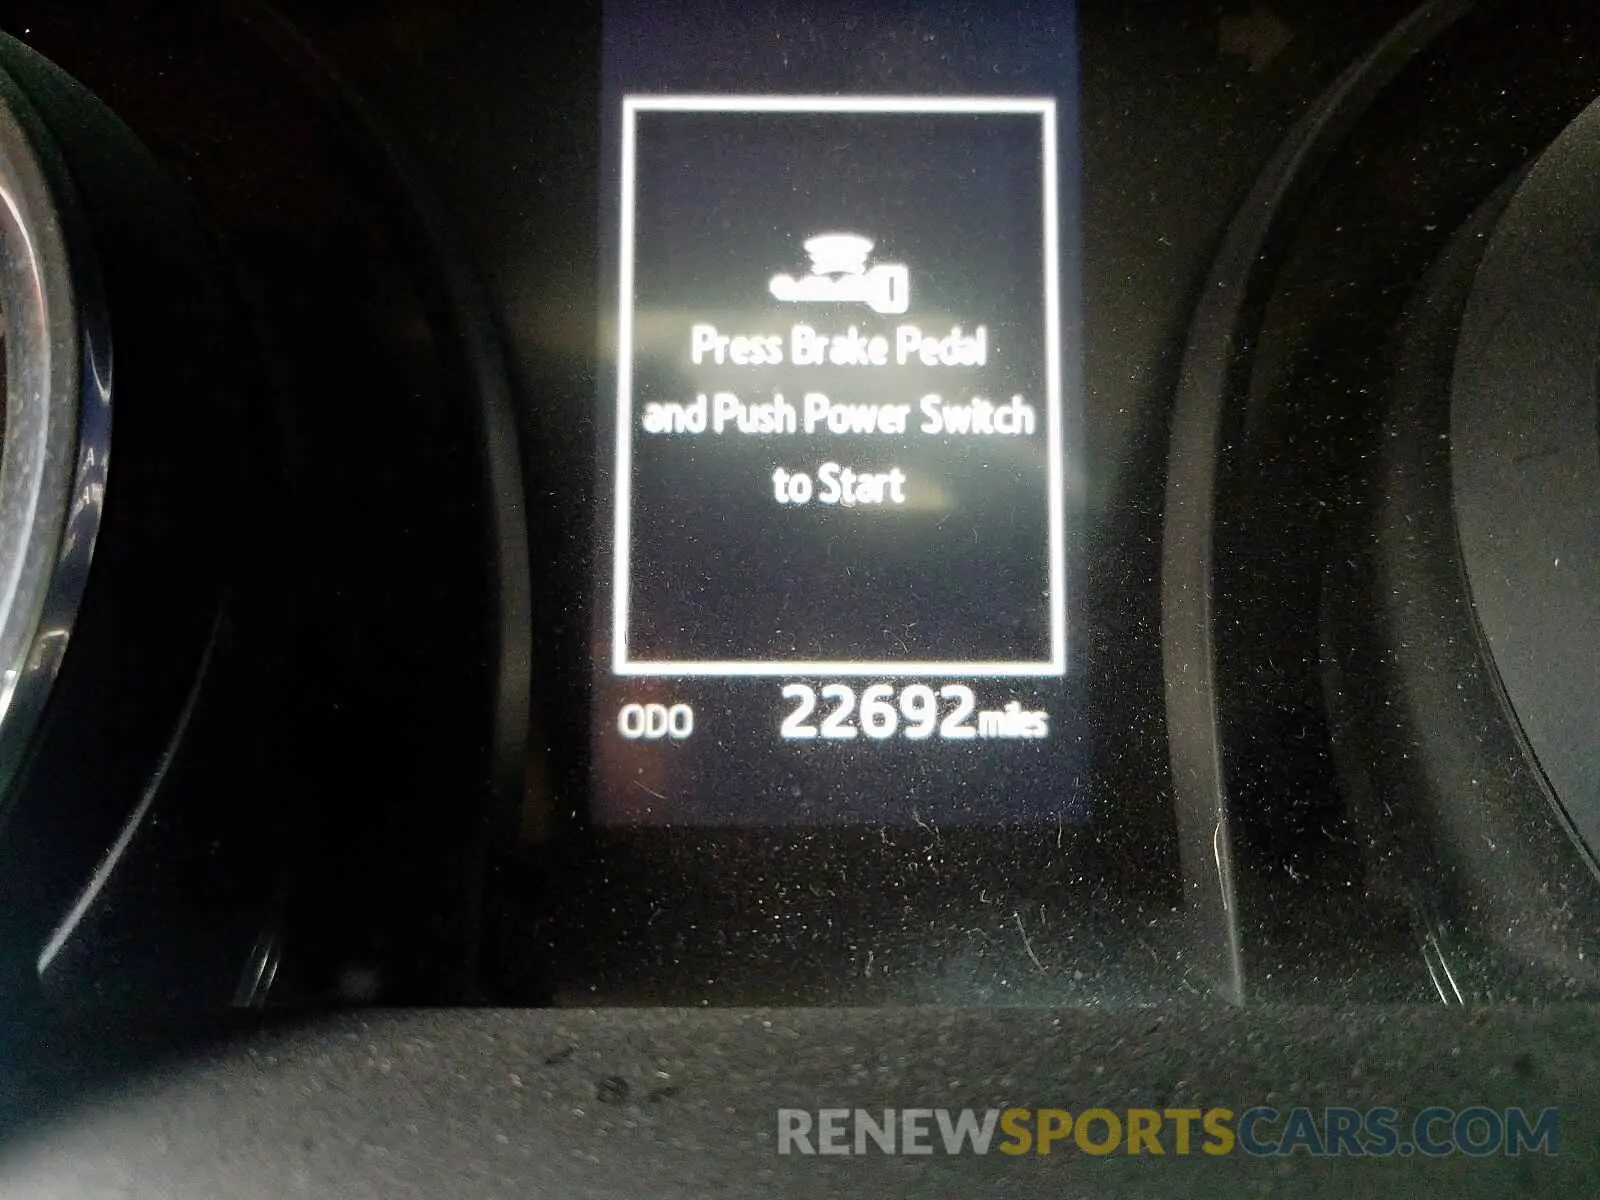 Press Brake Pedal
and Push Power Switch
to Start
ODO 22692 miles
RENEWSPORTSCARS.COM